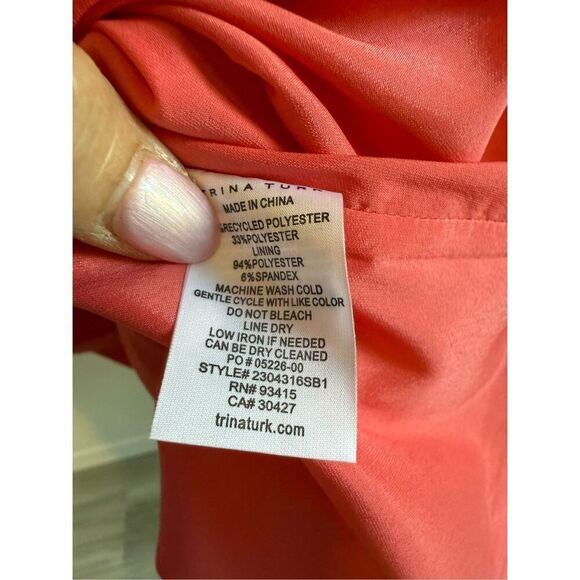 TRINA TURK
MADE IN CHINA
RECYCLED POLYESTER
33%POLYESTER
LINING
94%POLYESTER
6%SPANDEX
MACHINE WASH COLD
GENTLE CYCLE WITH LIKE COLOR
DO NOT BLEACH
LINE DRY
LOW IRON IF NEEDED
CAN BE DRY CLEANED
PO # 05226-00
STYLE# 2304316SB1
RN# 93415
CA# 30427
trinaturk.com